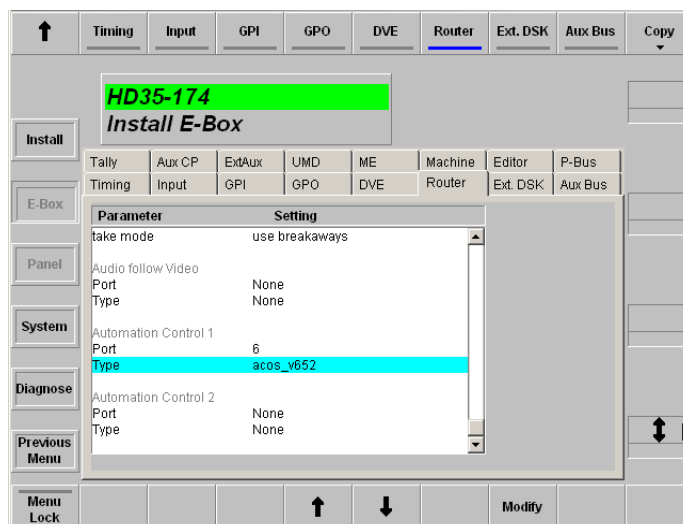 Timing Input GPI GPO DVE Router Ext. DSK Aux Bus Copy
HD35-174
Install E-Box
Install
E-Box
Panel
System
Diagnose
Previous
Menu
Menu
Lock
Tally Aux CP ExtAux UMD ME Machine Editor P-Bus
Timing Input GPI GPO DVE Router Ext. DSK Aux Bus
Parameter Setting
take mode use breakaways
Audio follow Video
Port None
Type None
Automation Control 1
Port 6
Type acos_v652
Automation Control 2
Port None
Type None
Modify